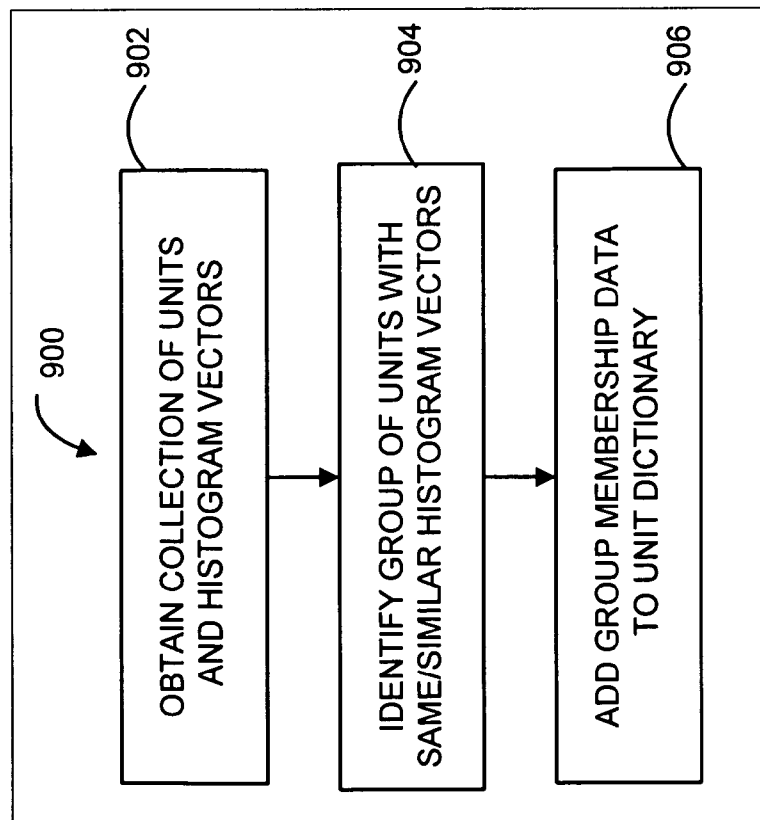 900
902
OBTAIN COLLECTION OF UNITS
AND HISTOGRAM VECTORS
904
IDENTIFY GROUP OF UNITS WITH
SAME/SIMILAR HISTOGRAM VECTORS
906
ADD GROUP MEMBERSHIP DATA
TO UNIT DICTIONARY